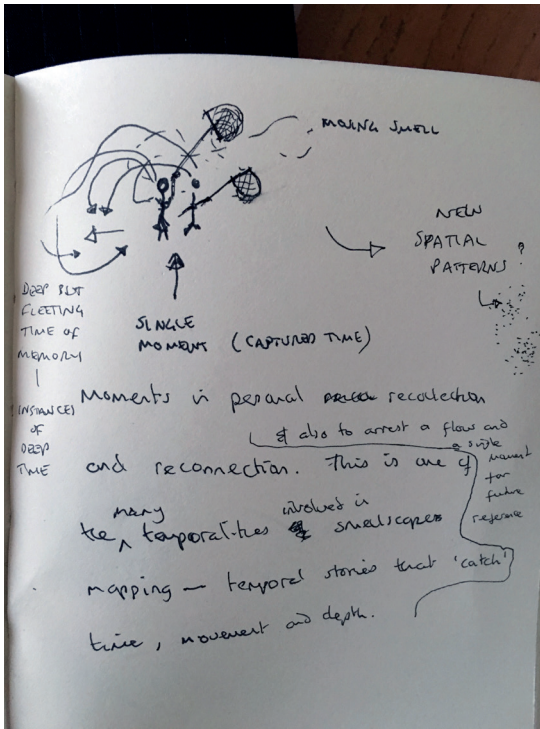 MOVING SMELL
NEW
SPATIAL
PATTERNS?
DEEP BUT
FLEETING
TIME OF
MEMORY
INSTANCES
OF
DEEP
TIME
SINGLE
MOMENT (CAPTURED TIME)
Moments in personal recollection
& also to arrest a flow and
a single
moment
for
future
reference
and reconnection. This is one of
many
involved in
the temporalities smellscape
mapping — temporal stories that 'catch'
time, movement and depth.